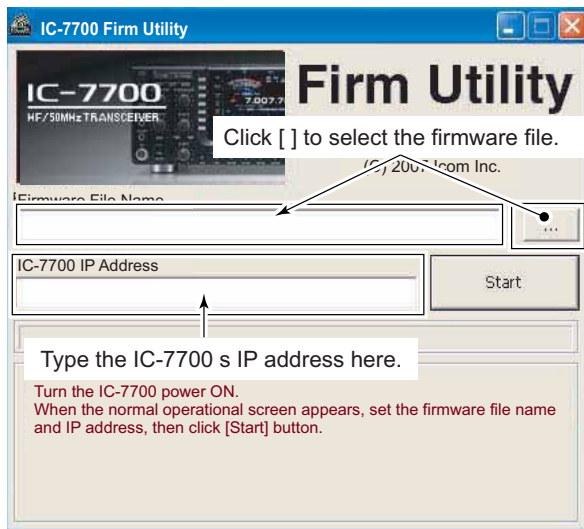 IC-7700 Firm Utility
IC-7700
HF/50MHz TRANSCEIVER
7.007.7
Firm Utility
Click [ ] to select the firmware file.
(C) 2007 Icom Inc.
Firmware File Name
...
IC-7700 IP Address
Start
Type the IC-7700 s IP address here.
Turn the IC-7700 power ON.
When the normal operational screen appears, set the firmware file name
and IP address, then click [Start] button.